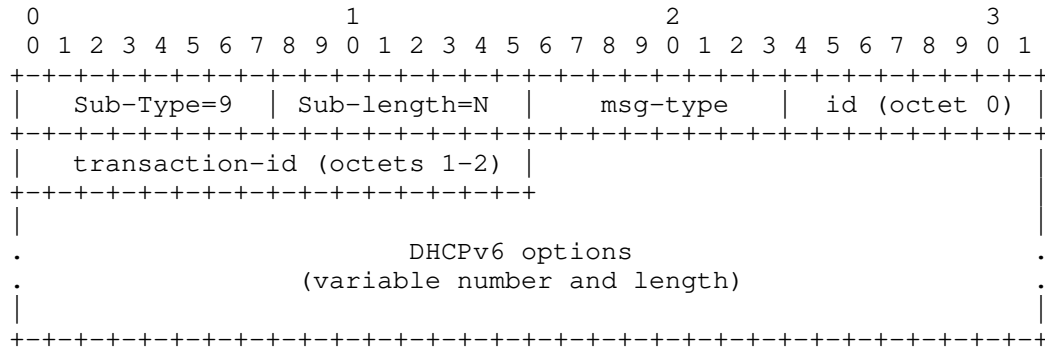 0                   1                   2                   3
 0 1 2 3 4 5 6 7 8 9 0 1 2 3 4 5 6 7 8 9 0 1 2 3 4 5 6 7 8 9 0 1
+-+-+-+-+-+-+-+-+-+-+-+-+-+-+-+-+-+-+-+-+-+-+-+-+-+-+-+-+-+-+-+-+
|   Sub-Type=9  | Sub-length=N  |    msg-type   |  id (octet 0) |
+-+-+-+-+-+-+-+-+-+-+-+-+-+-+-+-+-+-+-+-+-+-+-+-+-+-+-+-+-+-+-+-+
|   transaction-id (octets 1-2) |                               |
+-+-+-+-+-+-+-+-+-+-+-+-+-+-+-+-+                               |
|                                                               |
.                        DHCPv6 options                         .
.                 (variable number and length)                  .
|                                                               |
+-+-+-+-+-+-+-+-+-+-+-+-+-+-+-+-+-+-+-+-+-+-+-+-+-+-+-+-+-+-+-+-+